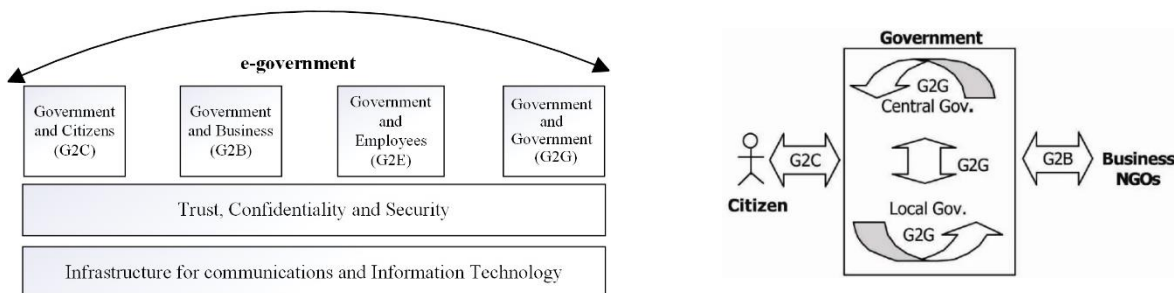 e-government
Government
and Citizens
(G2C)
Government
and Business
(G2B)
Government
and
Employees
(G2E)
Government
and
Government
(G2G)
Trust, Confidentiality and Security
Infrastructure for communications and Information Technology
Government
G2G
Central Gov.
G2C
G2G
G2B
Citizen
Business
NGOs
Local Gov.
G2G